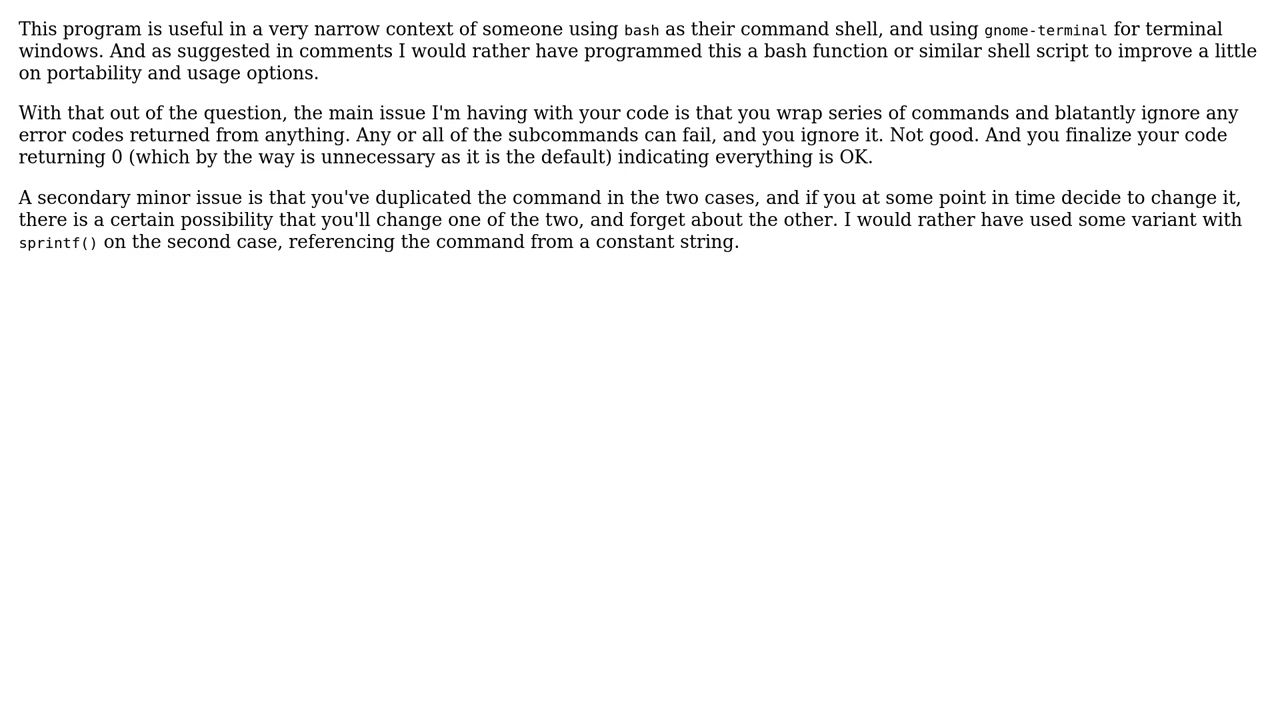 This program is useful in a very narrow context of someone using bash as their command shell, and using gnome-terminal for terminal
windows. And as suggested in comments I would rather have programmed this a bash function or similar shell script to improve a little
on portability and usage options.
With that out of the question, the main issue I'm having with your code is that you wrap series of commands and blatantly ignore any
error codes returned from anything. Any or all of the subcommands can fail, and you ignore it. Not good. And you finalize your code
returning 0 (which by the way is unnecessary as it is the default) indicating everything is OK.
A secondary minor issue is that you've duplicated the command in the two cases, and if you at some point in time decide to change it,
there is a certain possibility that you'll change one of the two, and forget about the other. I would rather have used some variant with
sprintf() on the second case, referencing the command from a constant string.